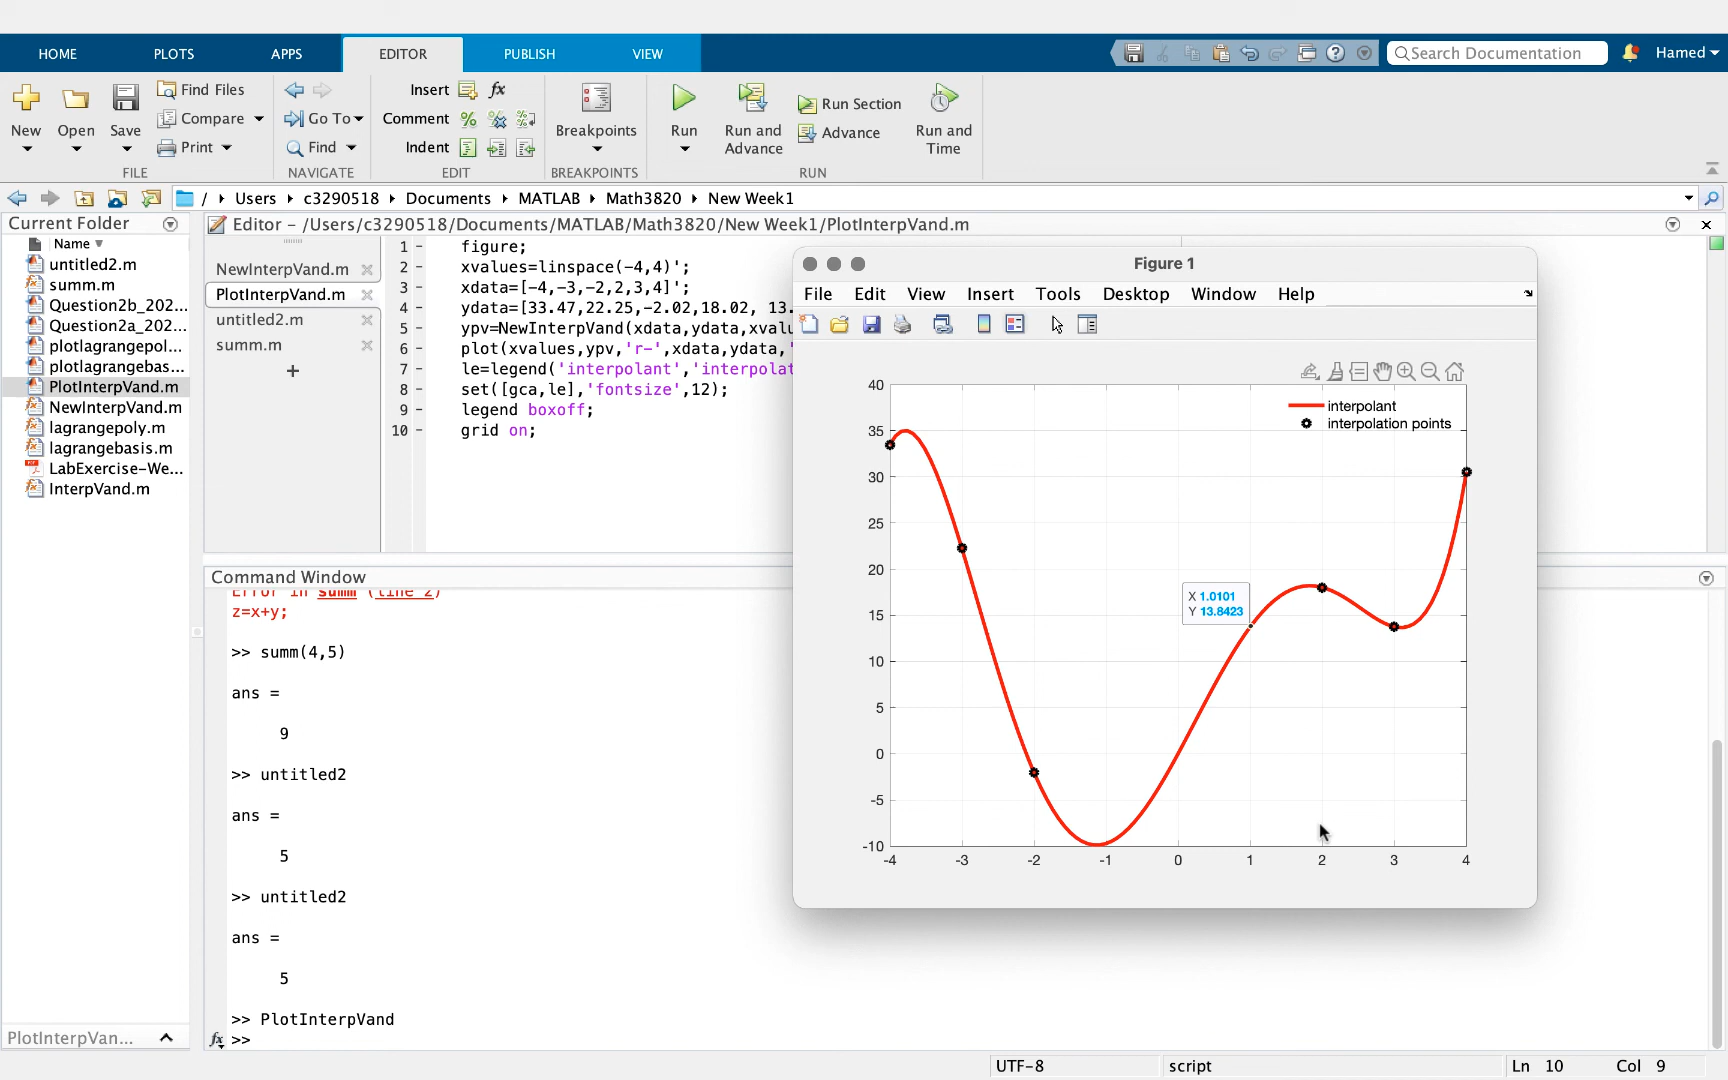 HOME PLOTS APPS EDITOR PUBLISH VIEW Search Documentation Hamed
New Open Save Find Files Compare Print
FILE
Go To Find
NAVIGATE
Insert fx
Comment
Indent
EDIT
Breakpoints
BREAKPOINTS
Run Run and Advance Run Section Advance Run and Time
RUN
/ Users c3290518 Documents MATLAB Math3820 New Week1
Current Folder
Name
untitled2.m
summ.m
Question2b_202...
Question2a_202...
plotlagrangepol...
plotlagrangebas...
PlotInterpVand.m
NewInterpVand.m
lagrangepoly.m
lagrangebasis.m
LabExercise-We...
InterpVand.m
PlotInterpVan...
Editor - /Users/c3290518/Documents/MATLAB/Math3820/New Week1/PlotInterpVand.m
NewInterpVand.m
PlotInterpVand.m
untitled2.m
summ.m
+
1 - figure;
2 - xvalues=linspace(-4,4)';
3 - xdata=[-4,-3,-2,2,3,4]';
4 - ydata=[33.47,22.25,-2.02,18.02, 13.
5 - ypv=NewInterpVand(xdata,ydata,xvalu
6 - plot(xvalues,ypv,'r-',xdata,ydata,'
7 - le=legend('interpolant','interpolat
8 - set([gca,le],'fontsize',12);
9 - legend boxoff;
10 - grid on;
Command Window
Error in summ (line 2)
z=x+y;
>> summ(4,5)
ans =
9
>> untitled2
ans =
5
>> untitled2
ans =
5
>> PlotInterpVand
fx >>
Figure 1
File Edit View Insert Tools Desktop Window Help
interpolant
interpolation points
X 1.0101
Y 13.8423
40
35
30
25
20
15
10
5
0
-5
-10
-4 -3 -2 -1 0 1 2 3 4
UTF-8 script Ln 10 Col 9